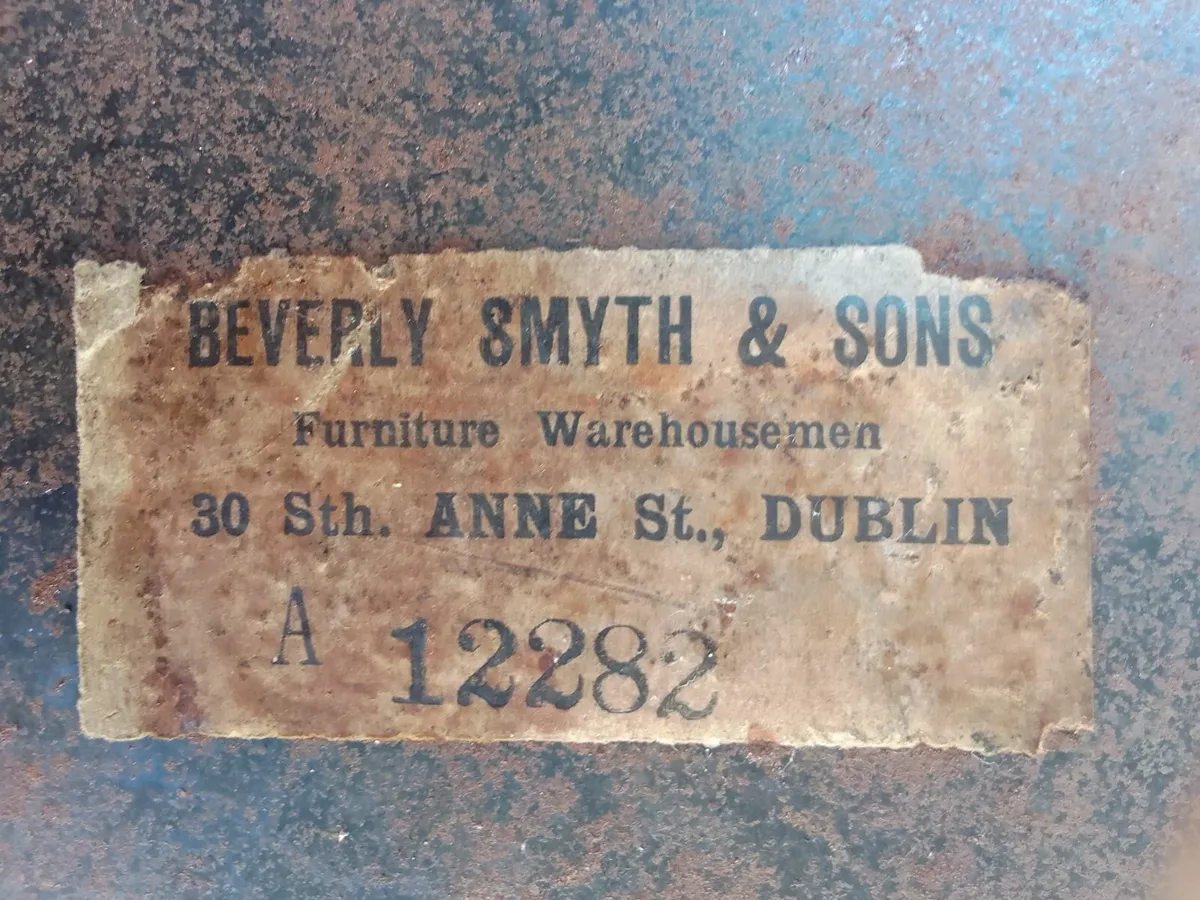 BEVERLY SMYTH & SONS
Furniture Warehousemen
30 Sth. ANNE St., DUBLIN
A 12282